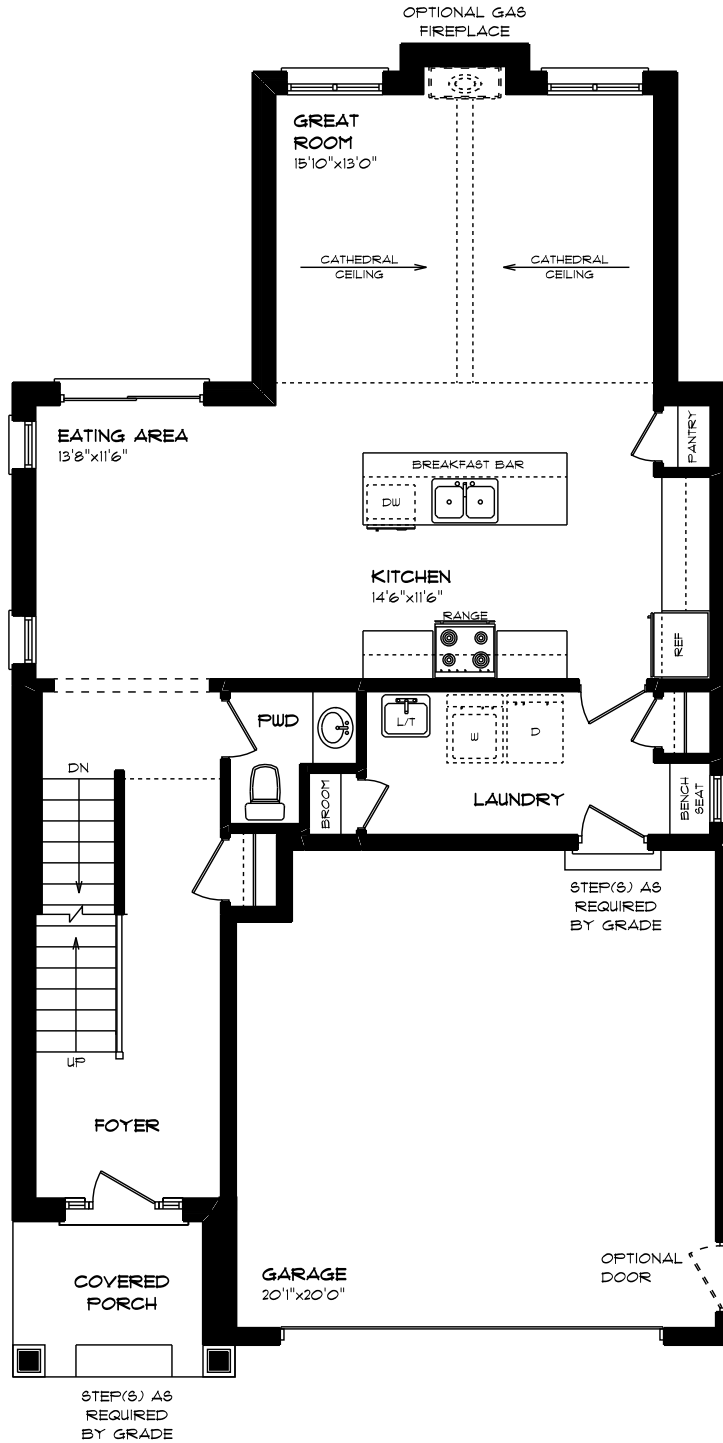 OPTIONAL GAS
FIREPLACE
GREAT
ROOM
15'10"x13'0"
CATHEDRAL
CEILING
CATHEDRAL
CEILING
EATING AREA
13'8"x11'6"
PANTRY
BREAKFAST BAR
DW
KITCHEN
14'6"x11'6"
RANGE
REF
PWD
L/T
W
D
DN
BROOM
LAUNDRY
BENCH
SEAT
STEP(S) AS
REQUIRED
BY GRADE
UP
FOYER
OPTIONAL
DOOR
GARAGE
20'1"x20'0"
COVERED
PORCH
STEP(S) AS
REQUIRED
BY GRADE